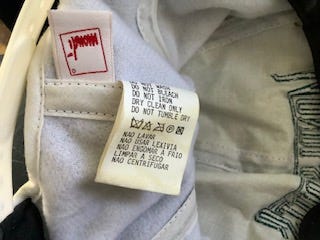 DO NOT WASH
DO NOT BLEACH
DO NOT IRON
DY CLEAN ONLY
DO NOT TUMBLE DRY
NAO LAVAR
NAO USAR LEXIVIA
NAO ENGOMAR A FRIO
LIMPAR A SECO
NAO CENTRIFUGAR